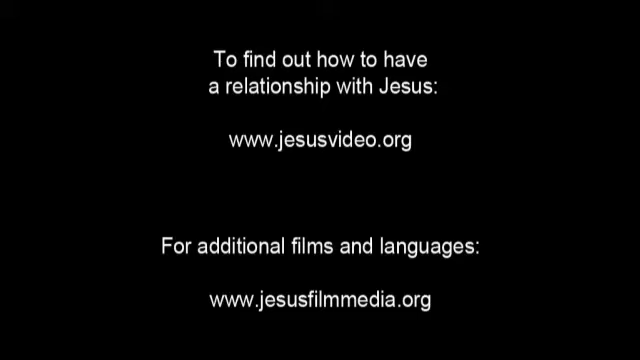 To find out how to have
a relationship with Jesus:
www.jesusvideo.org
For additional films and languages:
www.jesusfilmmedia.org